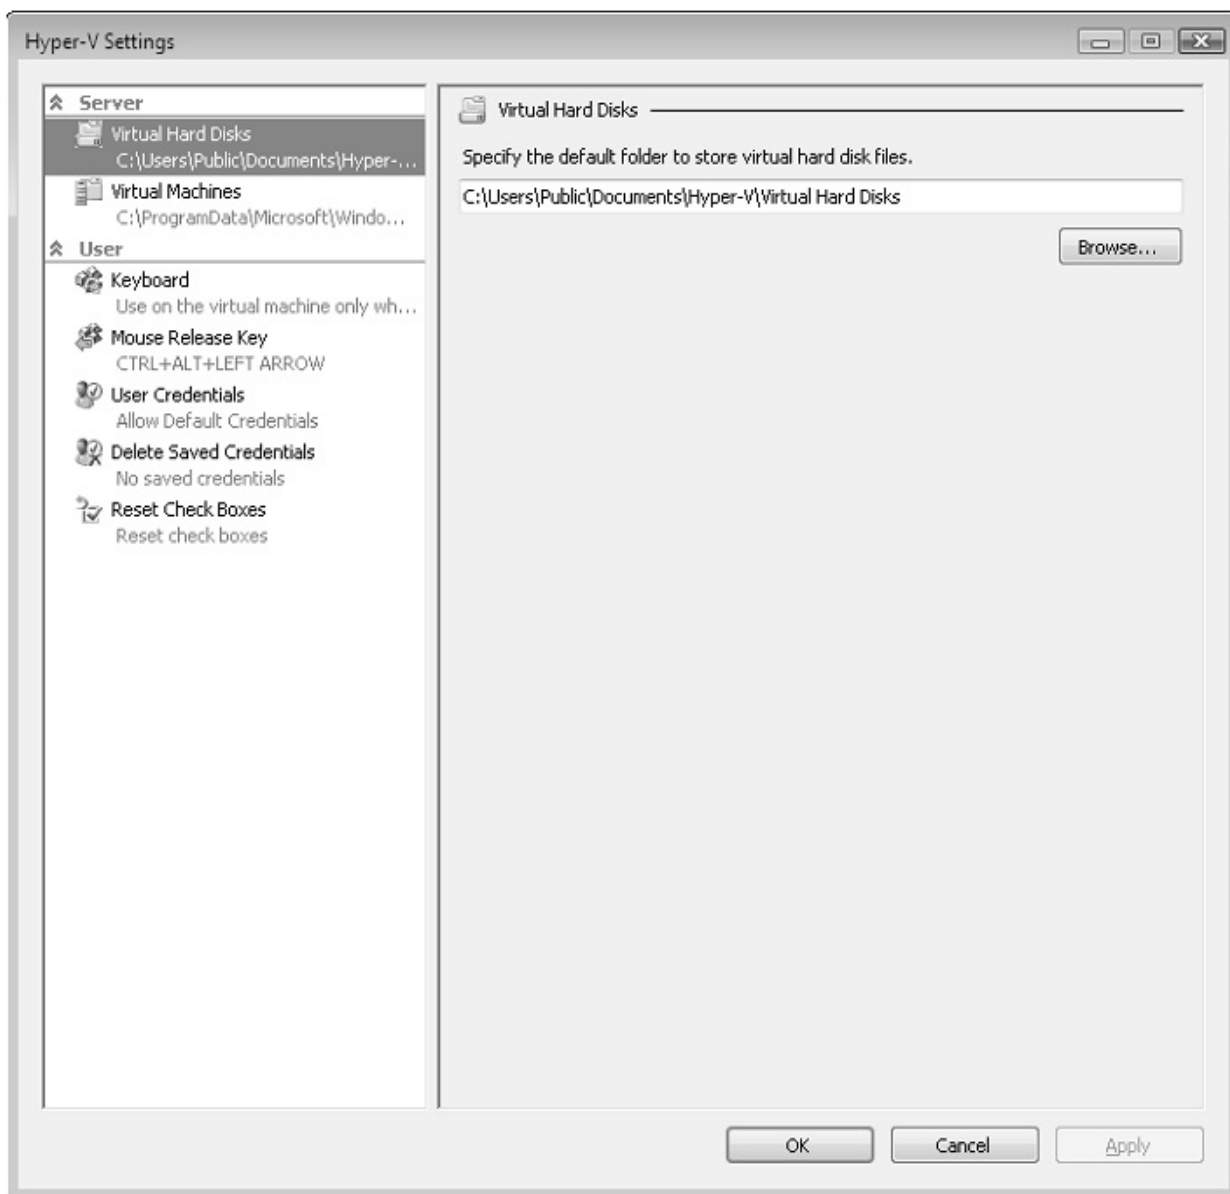 Hyper-V Settings
Server
Virtual Hard Disks
C:\Users\Public\Documents\Hyper-...
Virtual Machines
C:\ProgramData\Microsoft\Windo...
User
Keyboard
Use on the virtual machine only wh...
Mouse Release Key
CTRL+ALT+LEFT ARROW
User Credentials
Allow Default Credentials
Delete Saved Credentials
No saved credentials
Reset Check Boxes
Reset check boxes
Virtual Hard Disks
Specify the default folder to store virtual hard disk files.
C:\Users\Public\Documents\Hyper-V\Virtual Hard Disks
Browse...
OK
Cancel
Apply